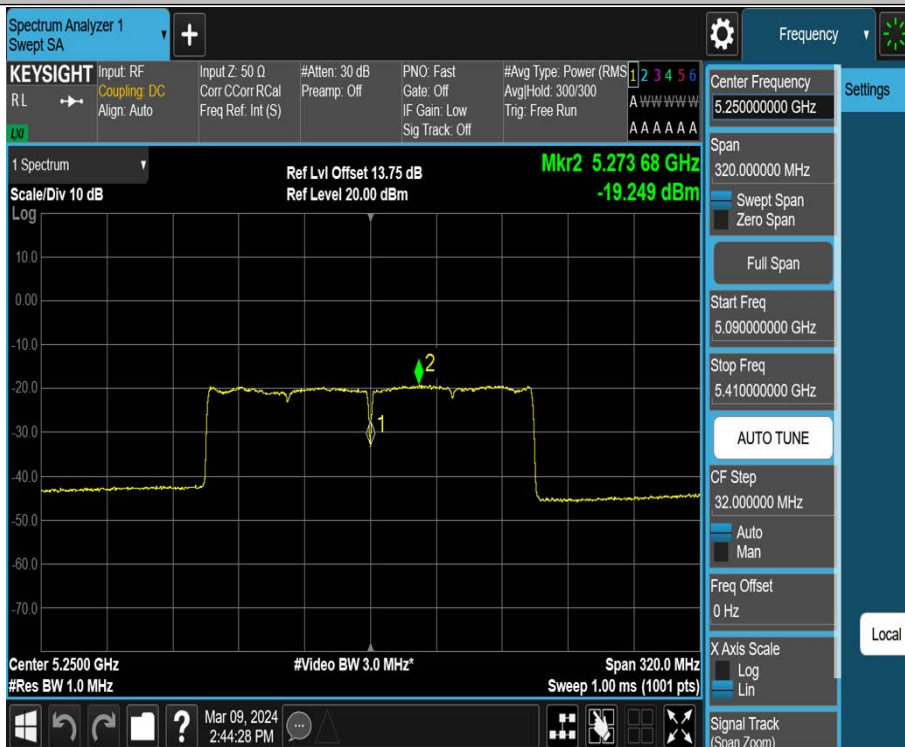 Spectrum Analyzer 1
Swept SA
Frequency
KEYSIGHT
RL
LXI
Input: RF
Coupling: DC
Align: Auto
Input Z: 50 Ω
Corr CCorr RCal
Freq Ref: Int (S)
#Atten: 30 dB
Preamp: Off
PNO: Fast
Gate: Off
IF Gain: Low
Sig Track: Off
#Avg Type: Power (RMS
Avg|Hold: 300/300
Trig: Free Run
1 2 3 4 5 6
A W W W W W
A A A A A A
1 Spectrum
Scale/Div 10 dB
Log
Ref Lvl Offset 13.75 dB
Ref Level 20.00 dBm
Mkr2 5.273 68 GHz
-19.249 dBm
10.0
0.00
-10.0
-20.0
-30.0
-40.0
-50.0
-60.0
-70.0
2
1
Center 5.2500 GHz
#Res BW 1.0 MHz
#Video BW 3.0 MHz*
Span 320.0 MHz
Sweep 1.00 ms (1001 pts)
Center Frequency
5.250000000 GHz
Settings
Span
320.000000 MHz
Swept Span
Zero Span
Full Span
Start Freq
5.090000000 GHz
Stop Freq
5.410000000 GHz
AUTO TUNE
CF Step
32.000000 MHz
Auto
Man
Freq Offset
0 Hz
Local
X Axis Scale
Log
Lin
Signal Track
(Span Zoom)
?
Mar 09, 2024
2:44:28 PM